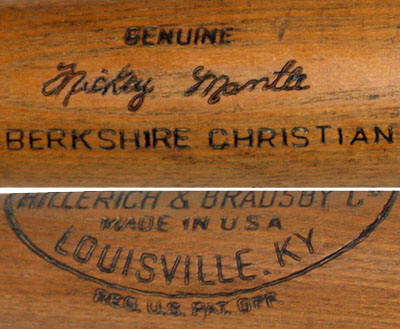 GENUINE
Mickey Mantle
BERKSHIRE CHRISTIAN
HILLERICH & BRADSBY Cº
MADE IN U S A
LOUISVILLE. KY.
REG. U.S. PAT. OFF.